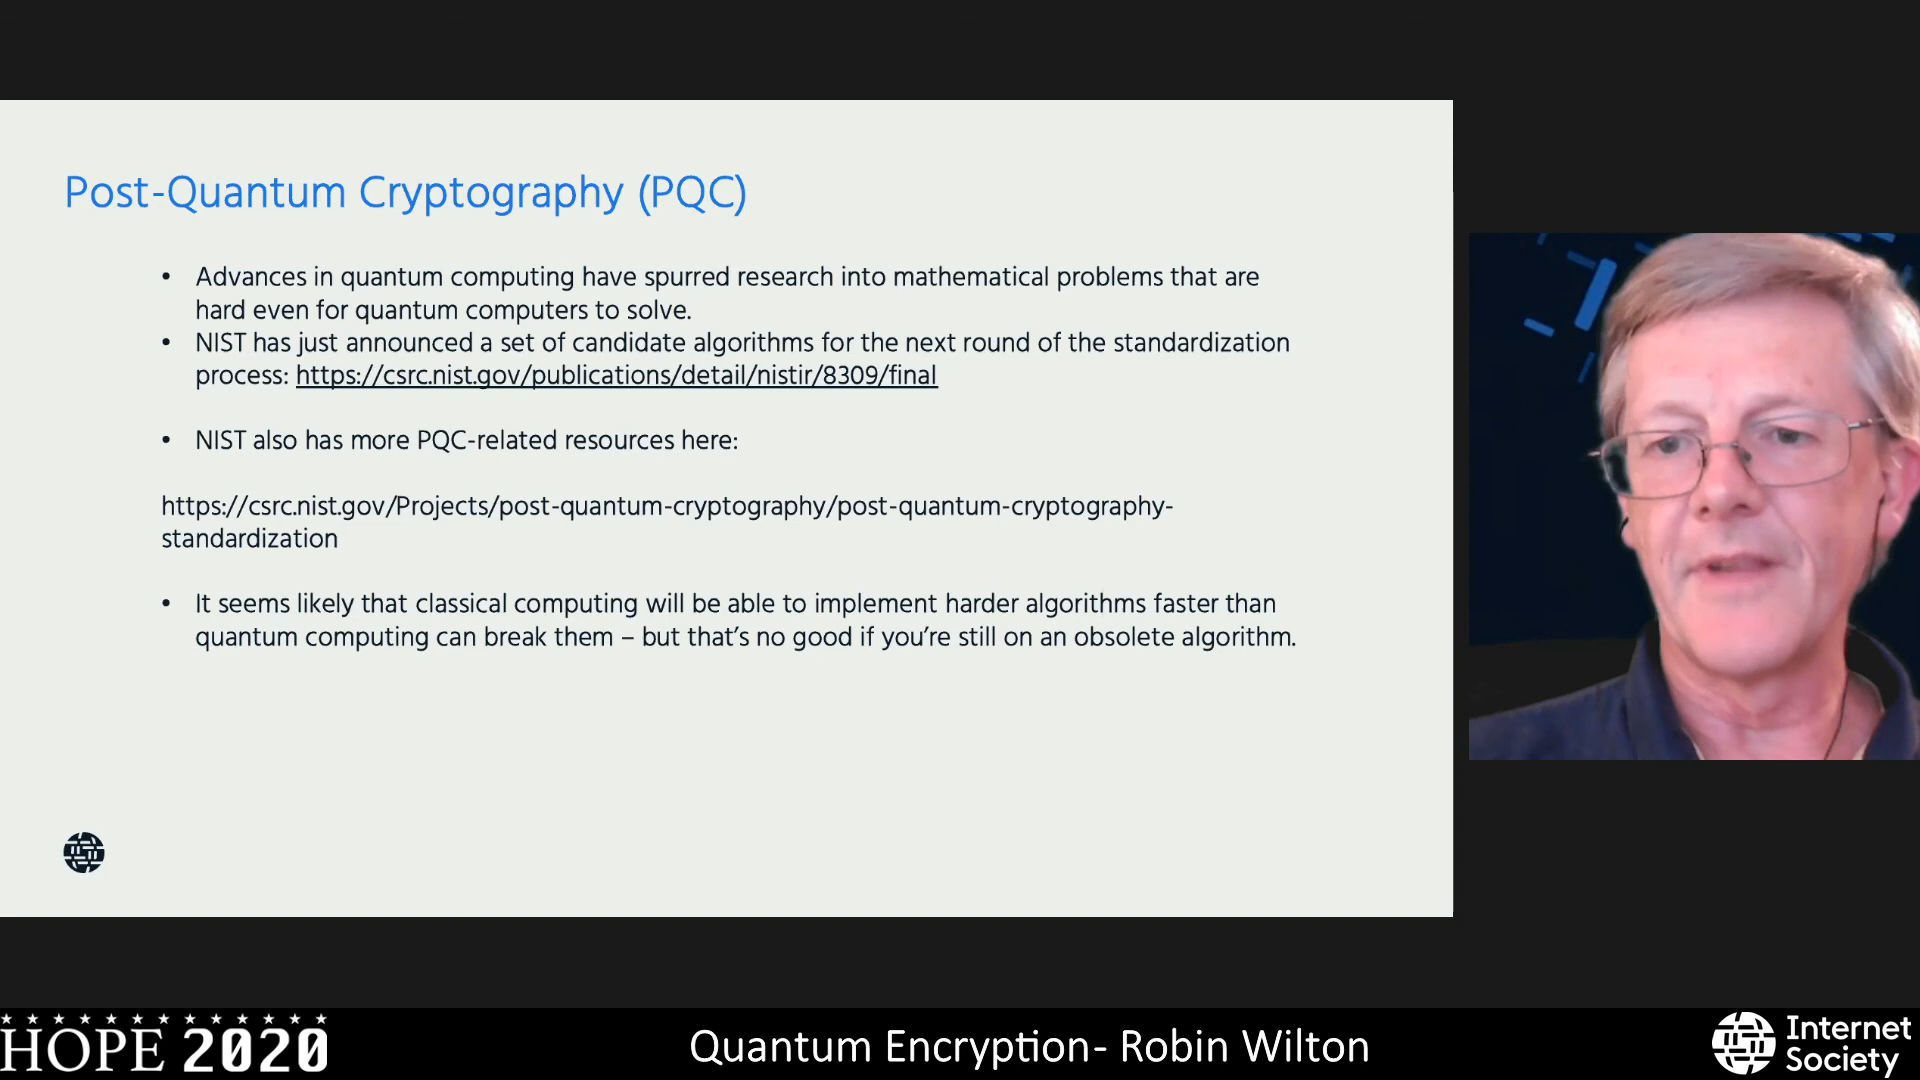 Post-Quantum Cryptography (PQC)
• Advances in quantum computing have spurred research into mathematical problems that are
hard even for quantum computers to solve.
• NIST has just announced a set of candidate algorithms for the next round of the standardization
process: https://csrc.nist.gov/publications/detail/nistir/8309/final
• NIST also has more PQC-related resources here:
https://csrc.nist.gov/Projects/post-quantum-cryptography/post-quantum-cryptography-
standardization
• It seems likely that classical computing will be able to implement harder algorithms faster than
quantum computing can break them – but that’s no good if you’re still on an obsolete algorithm.
HOPE 2020
Quantum Encryption- Robin Wilton
Internet
Society